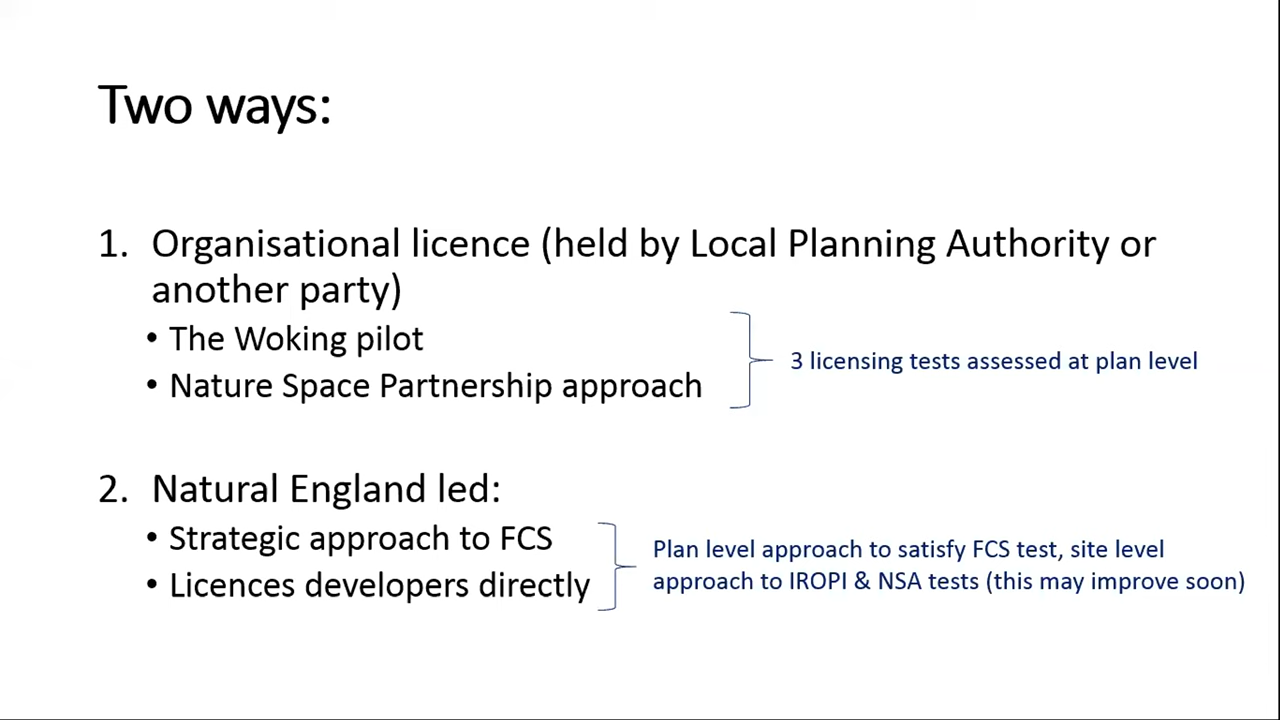 Two ways:
1. Organisational licence (held by Local Planning Authority or
another party)
• The Woking pilot
• Nature Space Partnership approach
3 licensing tests assessed at plan level
2. Natural England led:
• Strategic approach to FCS
• Licences developers directly
Plan level approach to satisfy FCS test, site level
approach to IROPI & NSA tests (this may improve soon)